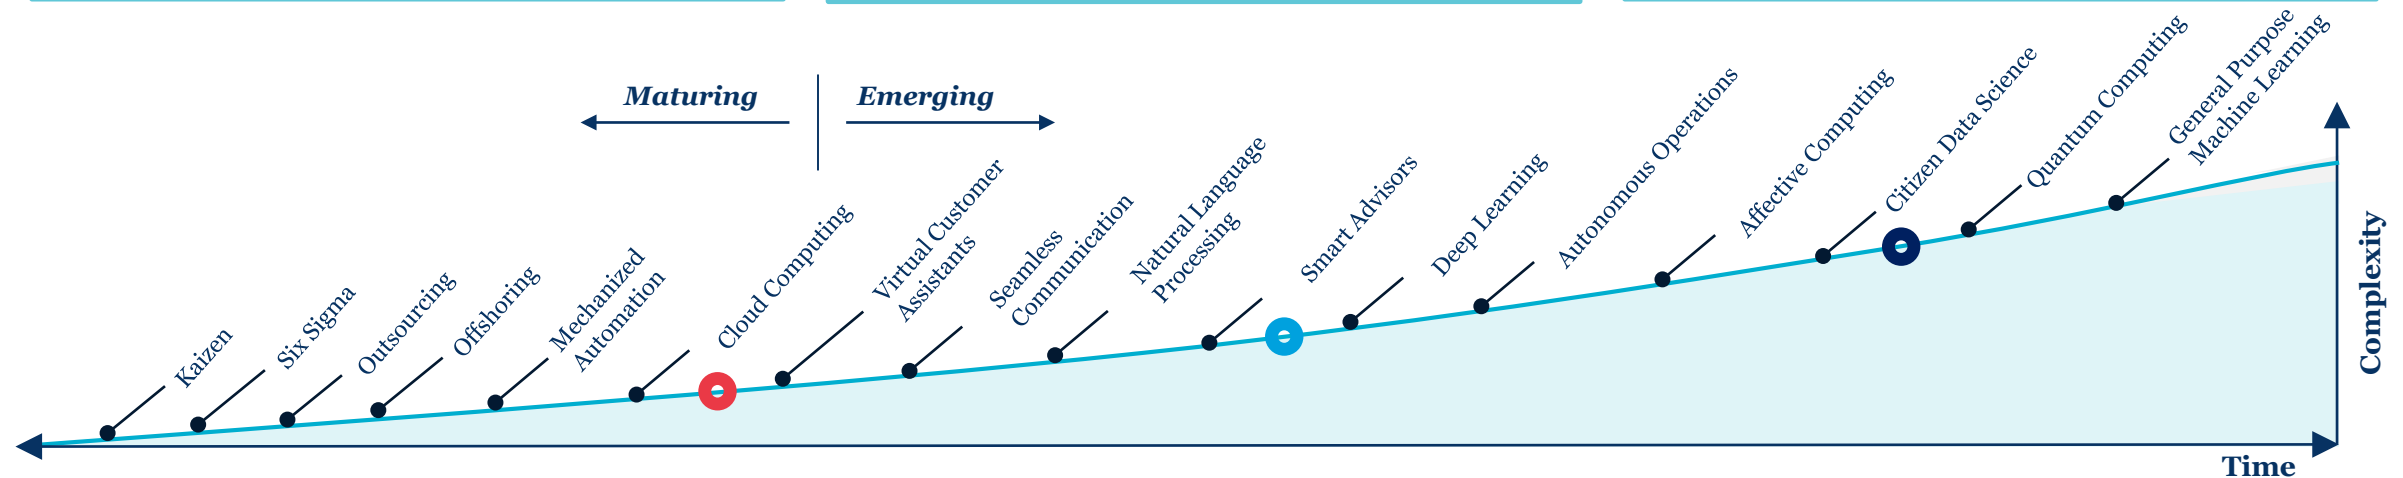 Maturing
Emerging
Kaizen
Six Sigma
Outsourcing
Offshoring
Mechanized
Automation
Cloud Computing
Virtual Customer
Assistants
Seamless
Communication
Natural Language
Processing
Smart Advisors
Deep Learning
Autonomous Operations
Affective Computing
Citizen Data Science
Quantum Computing
General Purpose
Machine Learning
Complexity
Time